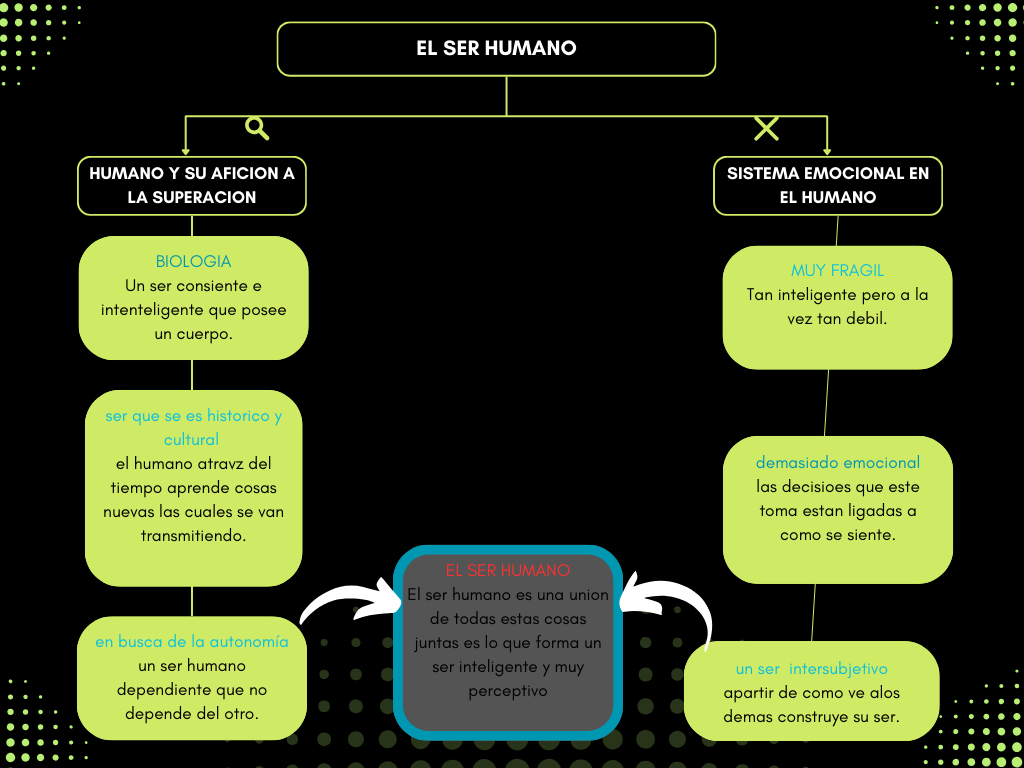 EL SER HUMANO
HUMANO Y SU AFICION A
LA SUPERACION
BIOLOGIA
Un ser consiente e
intenteligente que posee
un cuerpo.
ser que se es historico y
cultural
el humano atravz del
tiempo aprende cosas
nuevas las cuales se van
transmitiendo.
en busca de la autonomía
un ser humano
dependiente que no
depende del otro.
SISTEMA EMOCIONAL EN
EL HUMANO
MUY FRAGIL
Tan inteligente pero a la
vez tan debil.
demasiado emocional
las decisioes que este
toma estan ligadas a
como se siente.
un ser intersubjetivo
apartir de como ve alos
demas construye su ser.
EL SER HUMANO
El ser humano es una union
de todas estas cosas
juntas es lo que forma un
ser inteligente y muy
perceptivo